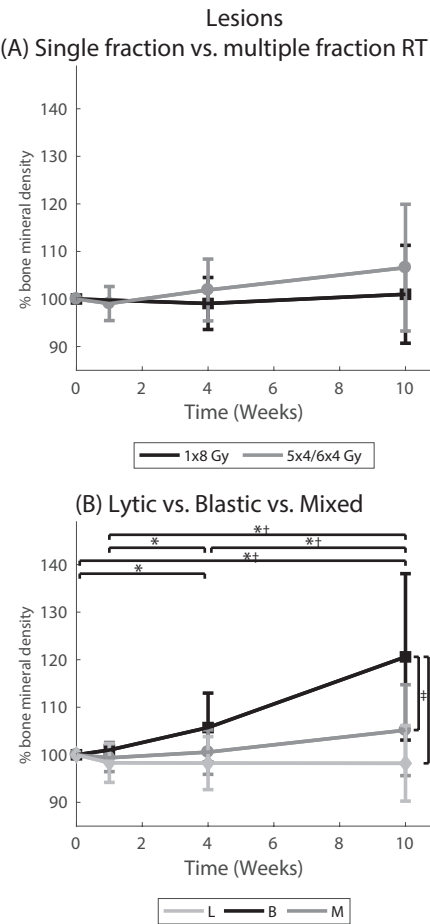 Lesions
(A) Single fraction vs. multiple fraction RT
% bone mineral density
140
130
120
110
100
90
0 2 4 6 8 10
Time (Weeks)
1x8 Gy 5x4/6x4 Gy
(B) Lytic vs. Blastic vs. Mixed
% bone mineral density
*†
* *†
*†
*
140
130
120
110
100
90
‡
0 2 4 6 8 10
Time (Weeks)
L B M